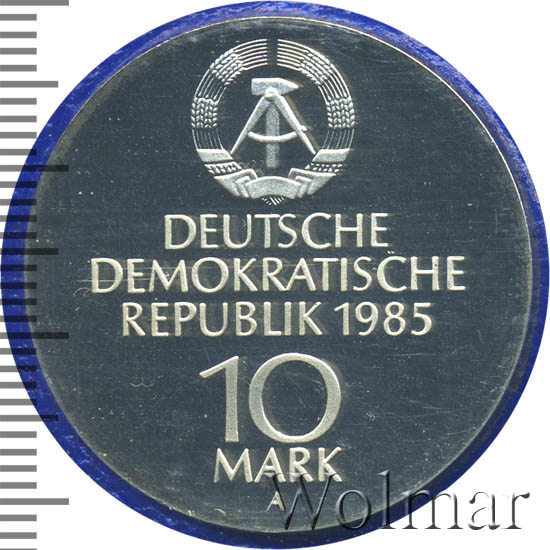 DEUTSCHE
DEMOKRATISCHE
REPUBLIK 1985
10
MARK
A
Wolmar